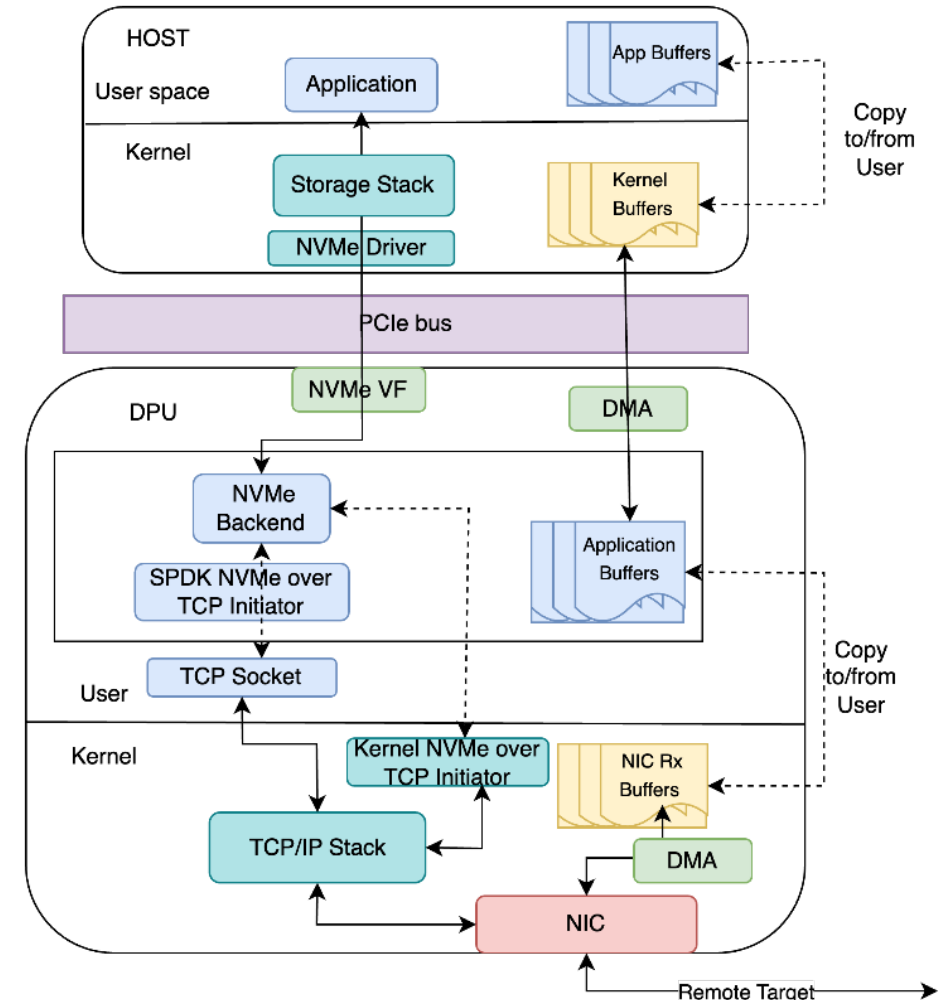 HOST
App Buffers
Application
User space
Copy
to/from
User
Kernel
Storage Stack
Kernel
Buffers
NVMe Driver
PCIe bus
NVMe VF
DPU
DMA
NVMe
Backend
Application
Buffers
SPDK NVMe over
TCP Initiator
Copy
to/from
User
TCP Socket
User
Kernel
Kernel NVMe over
TCP Initiator
NIC Rx
Buffers
TCP/IP Stack
DMA
NIC
Remote Target